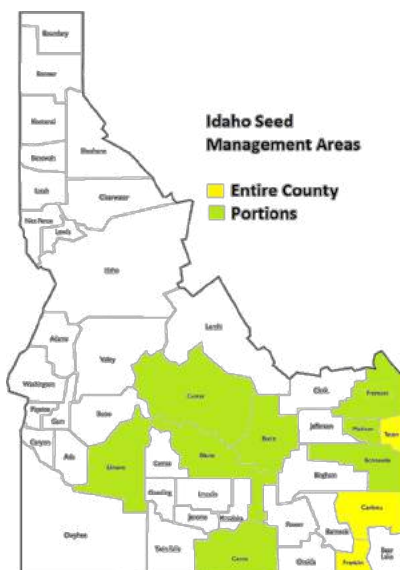 Boundary
Bonner
Kootenai
Benewah
Shoshone
Latah
Clearwater
Nez Perce
Lewis
Idaho
Idaho Seed
Management Areas
Entire County
Portions
Lemhi
Adams
Valley
Washington
Payette
Gem
Boise
Custer
Clark
Fremont
Jefferson
Madison
Teton
Canyon
Ada
Elmore
Camas
Blaine
Butte
Bonneville
Bingham
Gooding
Lincoln
Jerome
Minidoka
Caribou
Power
Bannock
Owyhee
Twin Falls
Cassia
Oneida
Franklin
Bear
Lake